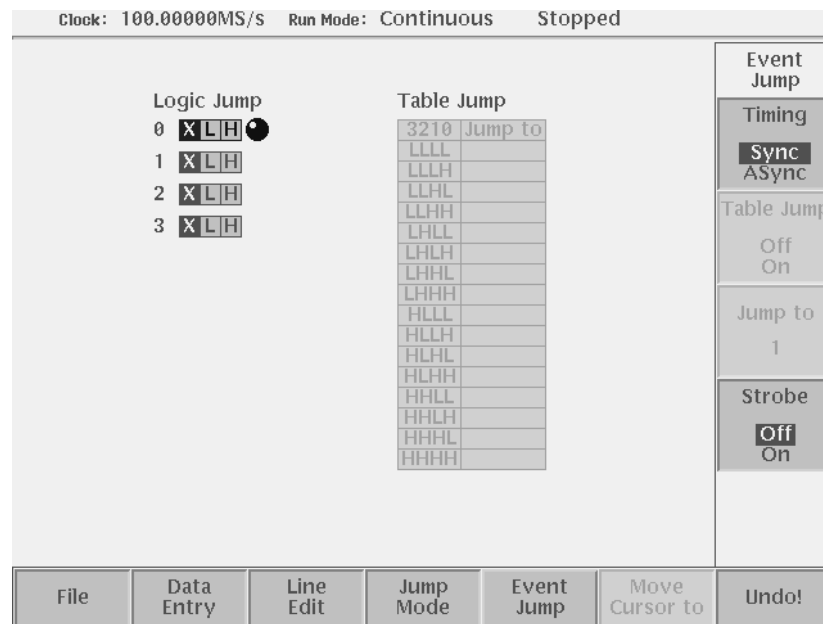 Clock: 100.00000MS/s Run Mode: Continuous Stopped
Event
Jump
Logic Jump
0 X L H
1 X L H
2 X L H
3 X L H
Table Jump
3210 Jump to
LLLL
LLLH
LLHL
LLHH
LHLL
LHLH
LHHL
LHHH
HLLL
HLLH
HLHL
HLHH
HHLL
HHLH
HHHL
HHHH
Timing
Sync
ASync
Table Jump
Off
On
Jump to
1
Strobe
Off
On
File
Data
Entry
Line
Edit
Jump
Mode
Event
Jump
Move
Cursor to
Undo!